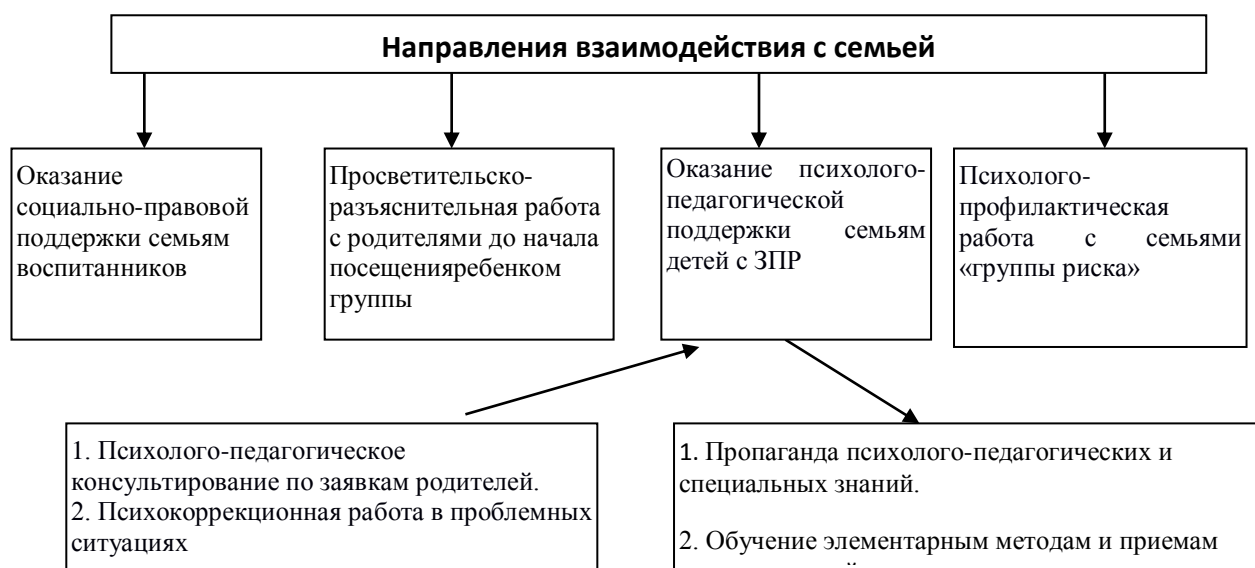 Направления взаимодействия с семьей
Оказание
социально-правовой
поддержки семьям
воспитанников
Просветительско-
разъяснительная работа
с родителями до начала
посещенияребенком
группы
Оказание психолого-
педагогической
поддержки семьям
детей с ЗПР
Психолого-
профилактическая
работа с семьями
«группы риска»
1. Психолого-педагогическое
консультирование по заявкам родителей.
2. Психокоррекционная работа в проблемных
ситуациях
1. Пропаганда психолого-педагогических и
специальных знаний.
2. Обучение элементарным методам и приемам